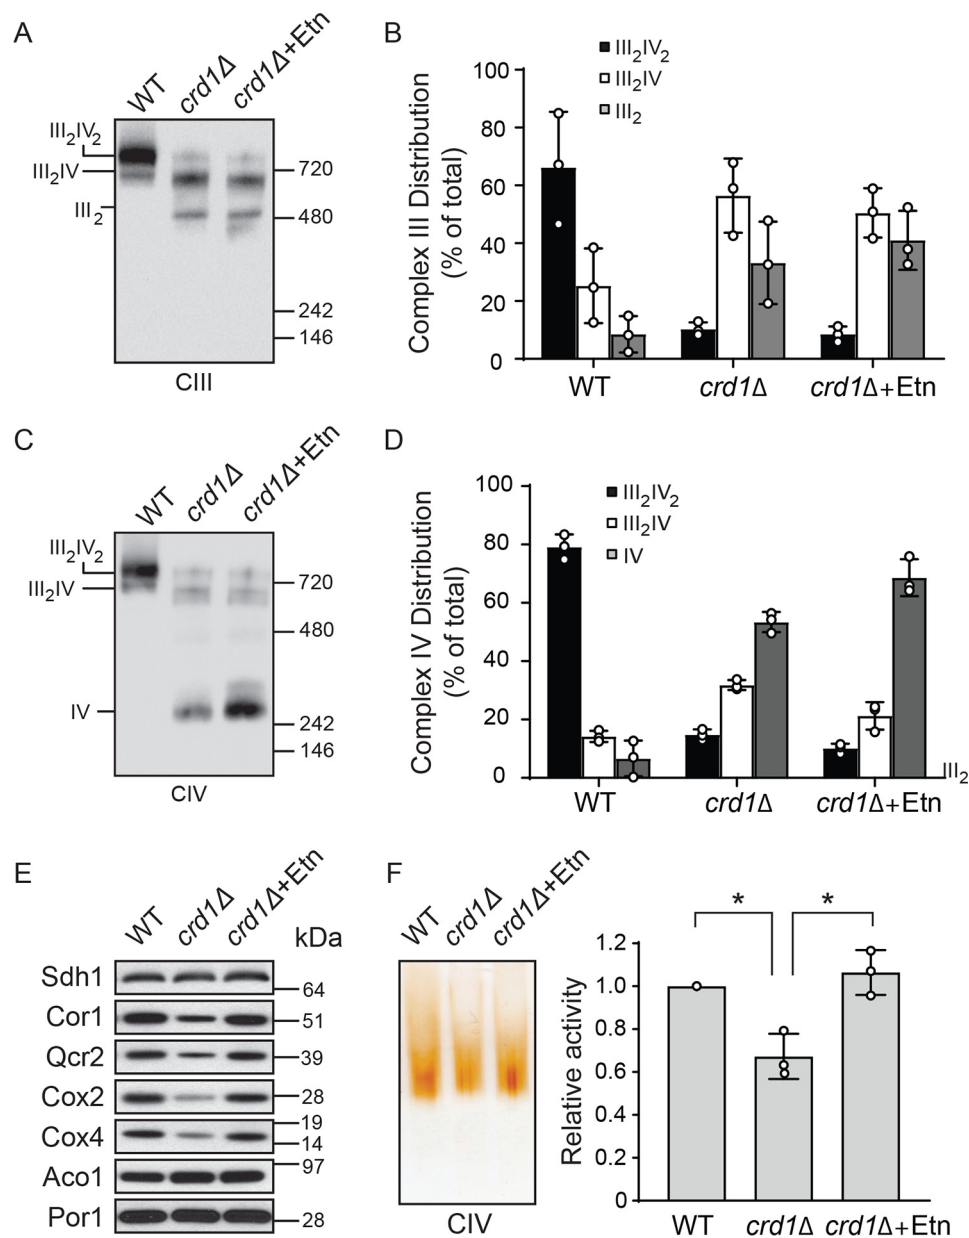 A
WT
crd1Δ
crd1Δ+Etn
III2IV2
III2IV
III2
720
480
242
146
CIII
B
III2IV2
III2IV
III2
Complex III Distribution
(% of total)
100
80
60
40
20
0
WT
crd1Δ
crd1Δ+Etn
C
WT
crd1Δ
crd1Δ+Etn
III2IV2
III2IV
IV
720
480
242
146
CIV
D
III2IV2
III2IV
IV
Complex IV Distribution
(% of total)
100
80
60
40
20
0
III2
WT
crd1Δ
crd1Δ+Etn
E
WT
crd1Δ
crd1Δ+Etn
kDa
Sdh1
64
Cor1
51
Qcr2
39
Cox2
28
19
Cox4
14
97
Aco1
Por1
28
F
WT
crd1Δ
crd1Δ+Etn
CIV
*
*
Relative activity
1.2
1.0
0.8
0.6
0.4
0.2
0
WT
crd1Δ
crd1Δ+Etn